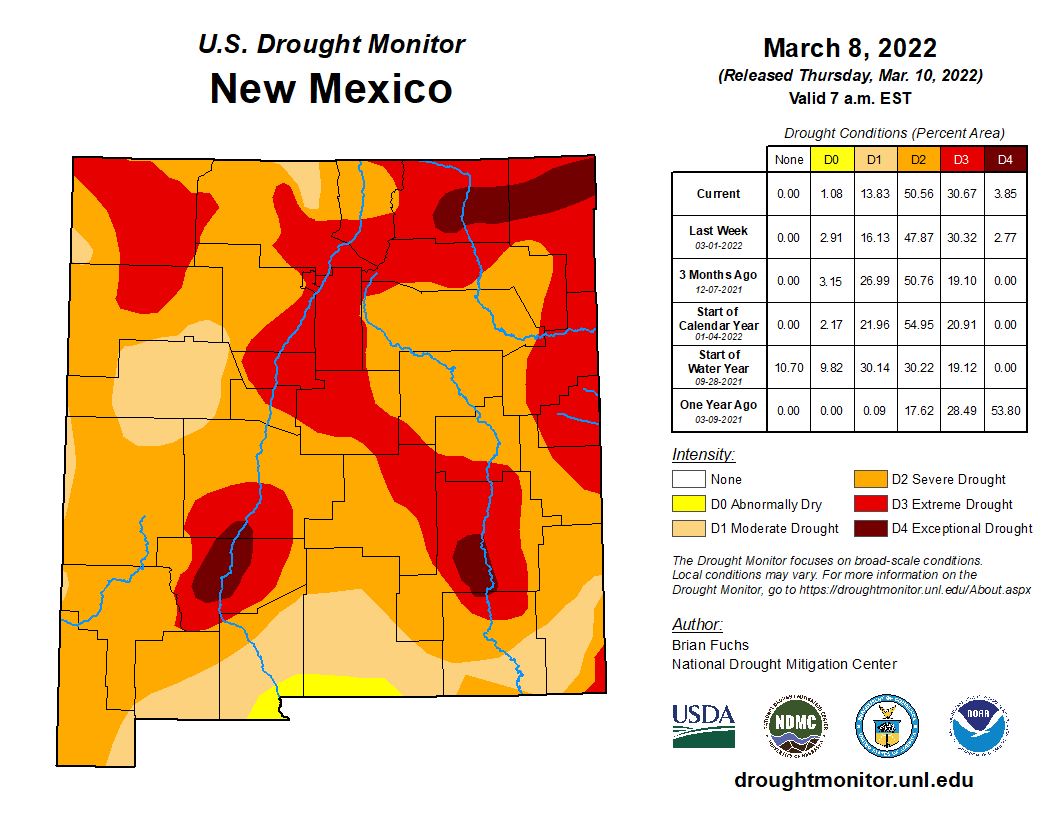 U.S. Drought Monitor
New Mexico
March 8, 2022
(Released Thursday, Mar. 10, 2022)
Valid 7 a.m. EST
Drought Conditions (Percent Area)
None D0 D1 D2 D3 D4
Current 0.00 1.08 13.83 50.56 30.67 3.85
Last Week
03-01-2022 0.00 2.91 16.13 47.87 30.32 2.77
3 Months Ago
12-07-2021 0.00 3.15 26.99 50.76 19.10 0.00
Start of
Calendar Year
01-04-2022 0.00 2.17 21.96 54.95 20.91 0.00
Start of
Water Year
09-28-2021 10.70 9.82 30.14 30.22 19.12 0.00
One Year Ago
03-09-2021 0.00 0.00 0.09 17.62 28.49 53.80
Intensity:
None
D0 Abnormally Dry
D1 Moderate Drought
D2 Severe Drought
D3 Extreme Drought
D4 Exceptional Drought
The Drought Monitor focuses on broad-scale conditions.
Local conditions may vary. For more information on the
Drought Monitor, go to https://droughtmonitor.unl.edu/About.aspx
Author:
Brian Fuchs
National Drought Mitigation Center
USDA
NDMC
NOAA
droughtmonitor.unl.edu